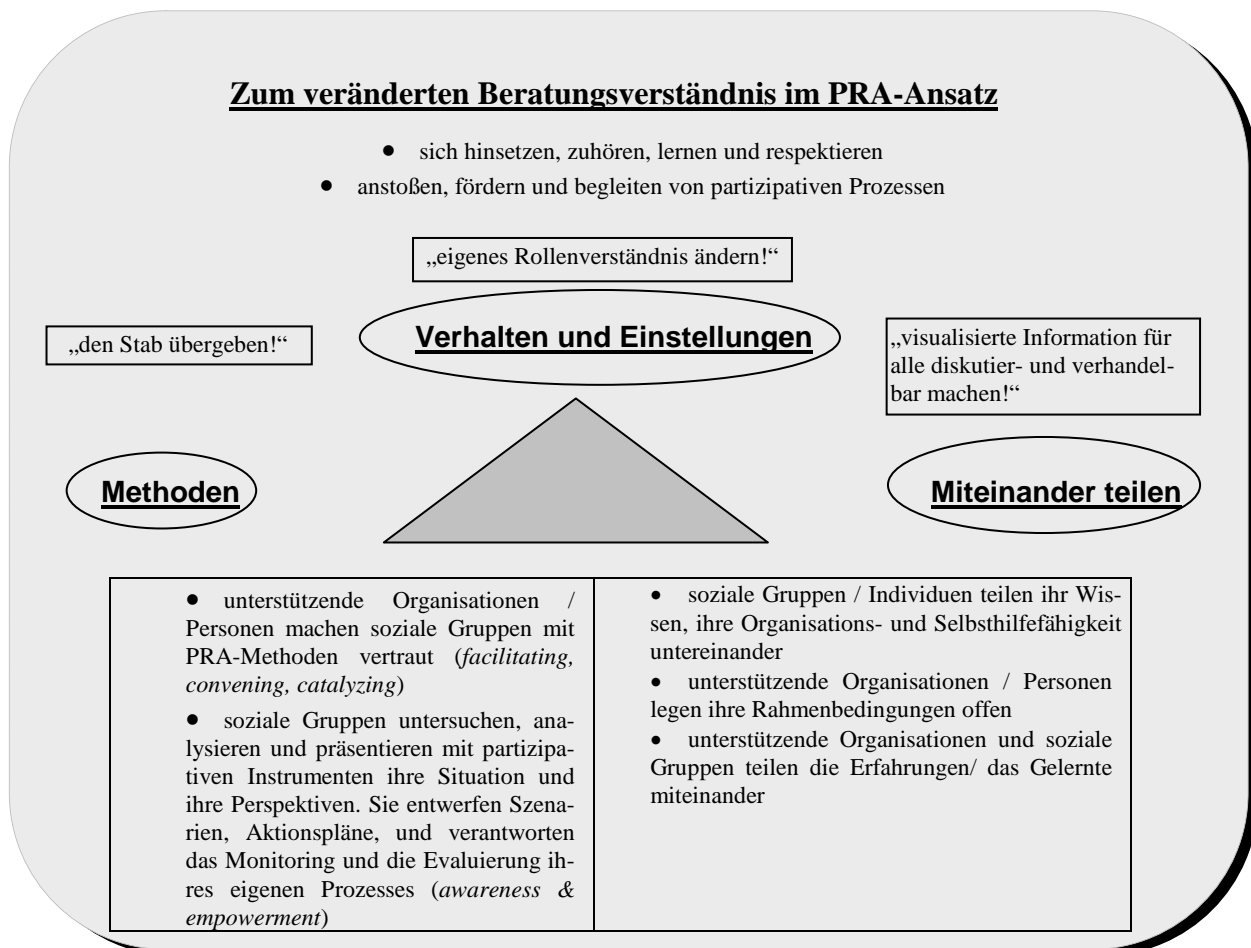 Zum veränderten Beratungsverständnis im PRA-Ansatz
• sich hinsetzen, zuhören, lernen und respektieren
• anstoßen, fördern und begleiten von partizipativen Prozessen
„eigenes Rollenverständnis ändern!“
„den Stab übergeben!“
Verhalten und Einstellungen
„visualisierte Information für
alle diskutier- und verhandel-
bar machen!“
Methoden
Miteinander teilen
• unterstützende Organisationen /
Personen machen soziale Gruppen mit
PRA-Methoden vertraut (facilitating,
convening, catalyzing)
• soziale Gruppen untersuchen, ana-
lysieren und präsentieren mit partizipa-
tiven Instrumenten ihre Situation und
ihre Perspektiven. Sie entwerfen Szena-
rien, Aktionspläne, und verantworten
das Monitoring und die Evaluierung ih-
res eigenen Prozesses (awareness &
empowerment)
• soziale Gruppen / Individuen teilen ihr Wis-
sen, ihre Organisations- und Selbsthilfefähigkeit
untereinander
• unterstützende Organisationen / Personen
legen ihre Rahmenbedingungen offen
• unterstützende Organisationen und soziale
Gruppen teilen die Erfahrungen/ das Gelernte
miteinander